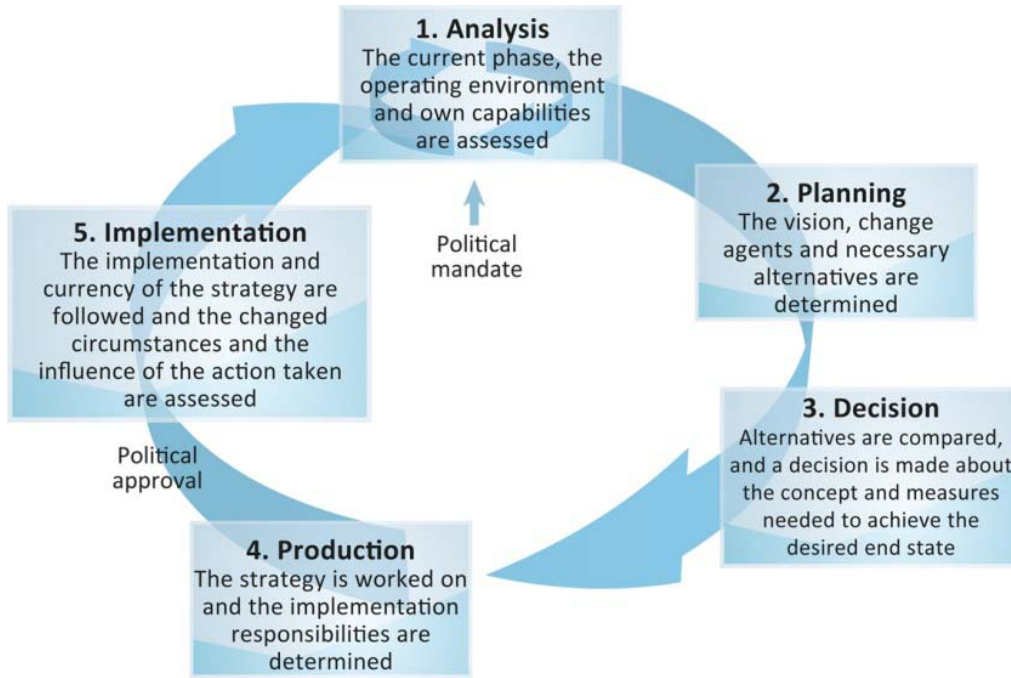 1. Analysis
The current phase, the
operating environment
and own capabilities
are assessed
2. Planning
The vision, change
agents and necessary
alternatives are
determined
3. Decision
Alternatives are compared,
and a decision is made about
the concept and measures
needed to achieve the
desired end state
4. Production
The strategy is worked on
and the implementation
responsibilities are
determined
Political
approval
5. Implementation
The implementation and
currency of the strategy are
followed and the changed
circumstances and the
influence of the action taken
are assessed
Political
mandate